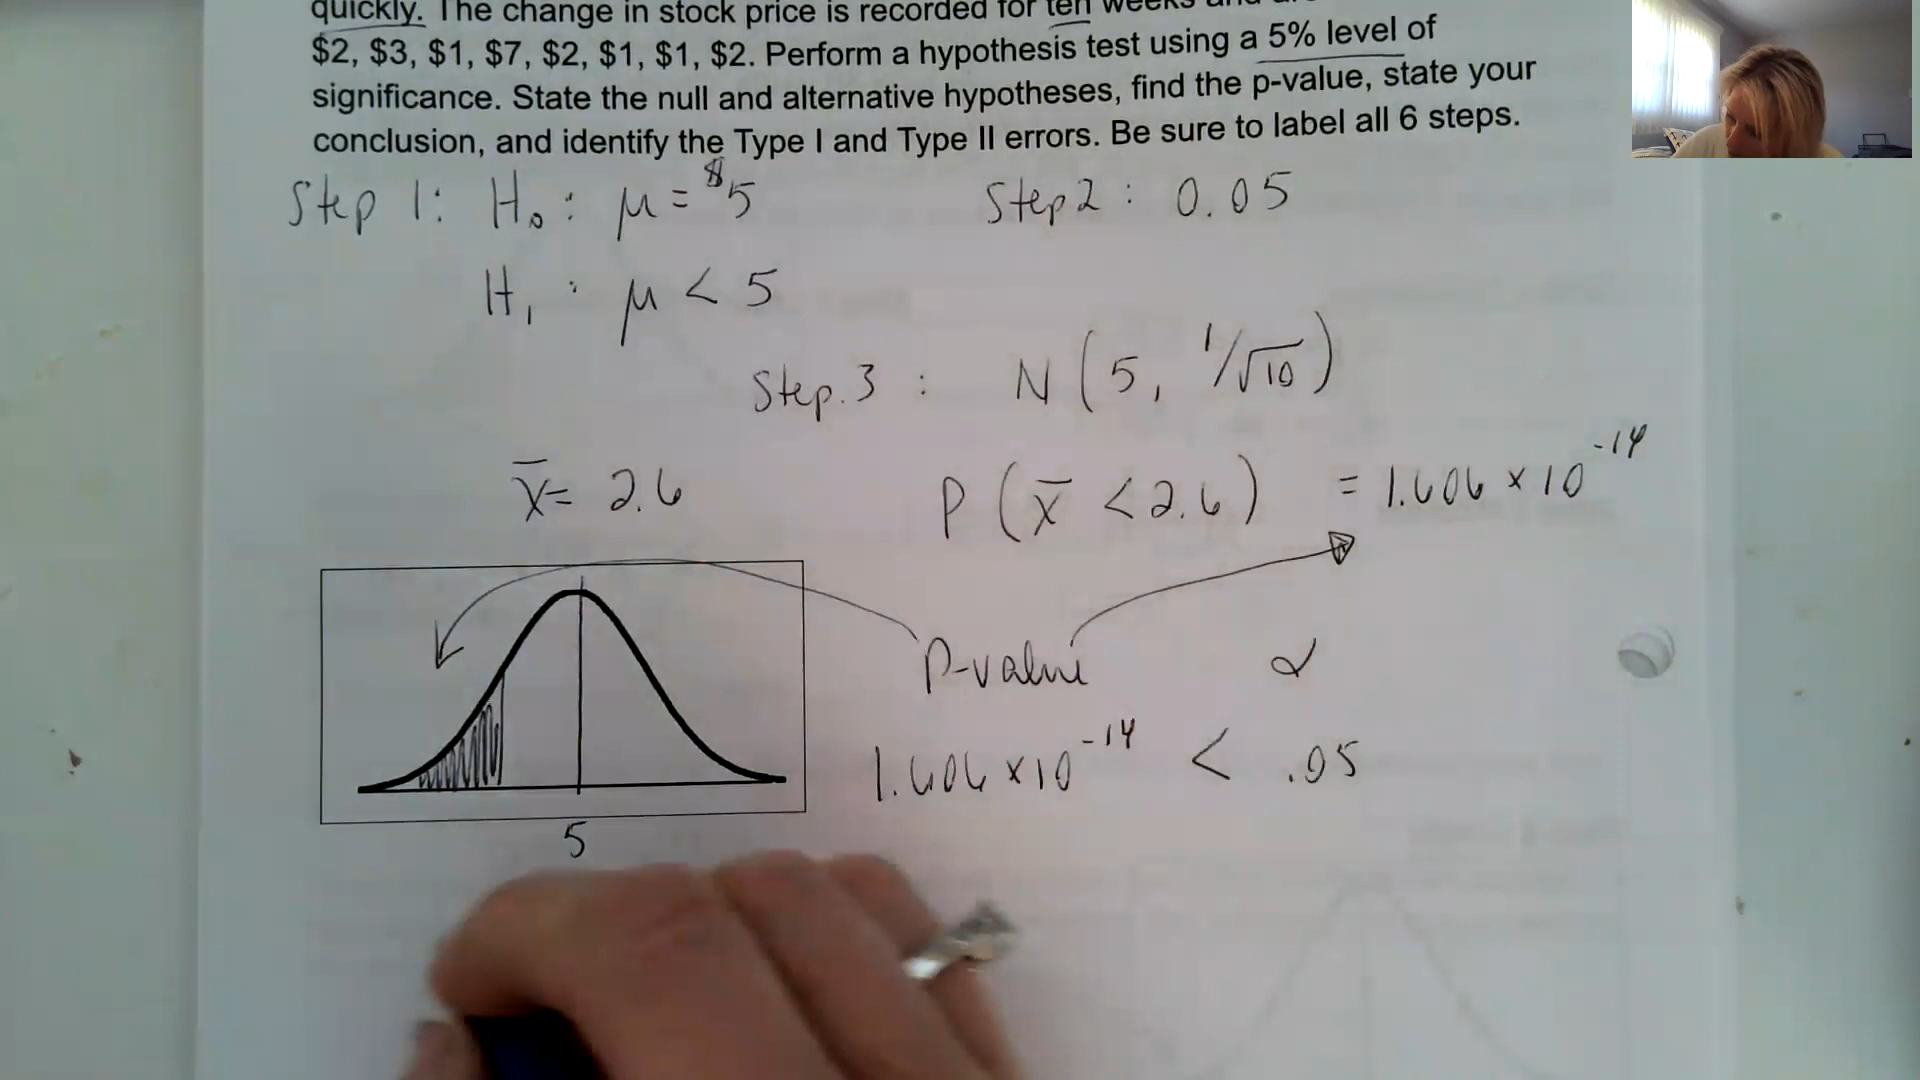 quickly. The change in stock price is recorded for ten weeks and
$2, $3, $1, $7, $2, $1, $1, $2. Perform a hypothesis test using a 5% level of
significance. State the null and alternative hypotheses, find the p-value, state your
conclusion, and identify the Type I and Type II errors. Be sure to label all 6 steps.
Step 1: H₀: μ = $5
Step 2: 0.05
H₁: μ < 5
Step 3: N(5, 1/√10)
x̄ = 2.6
P(x̄ < 2.6) = 1.606 × 10⁻¹⁴
P-value α
1.606 × 10⁻¹⁴ < .05
5